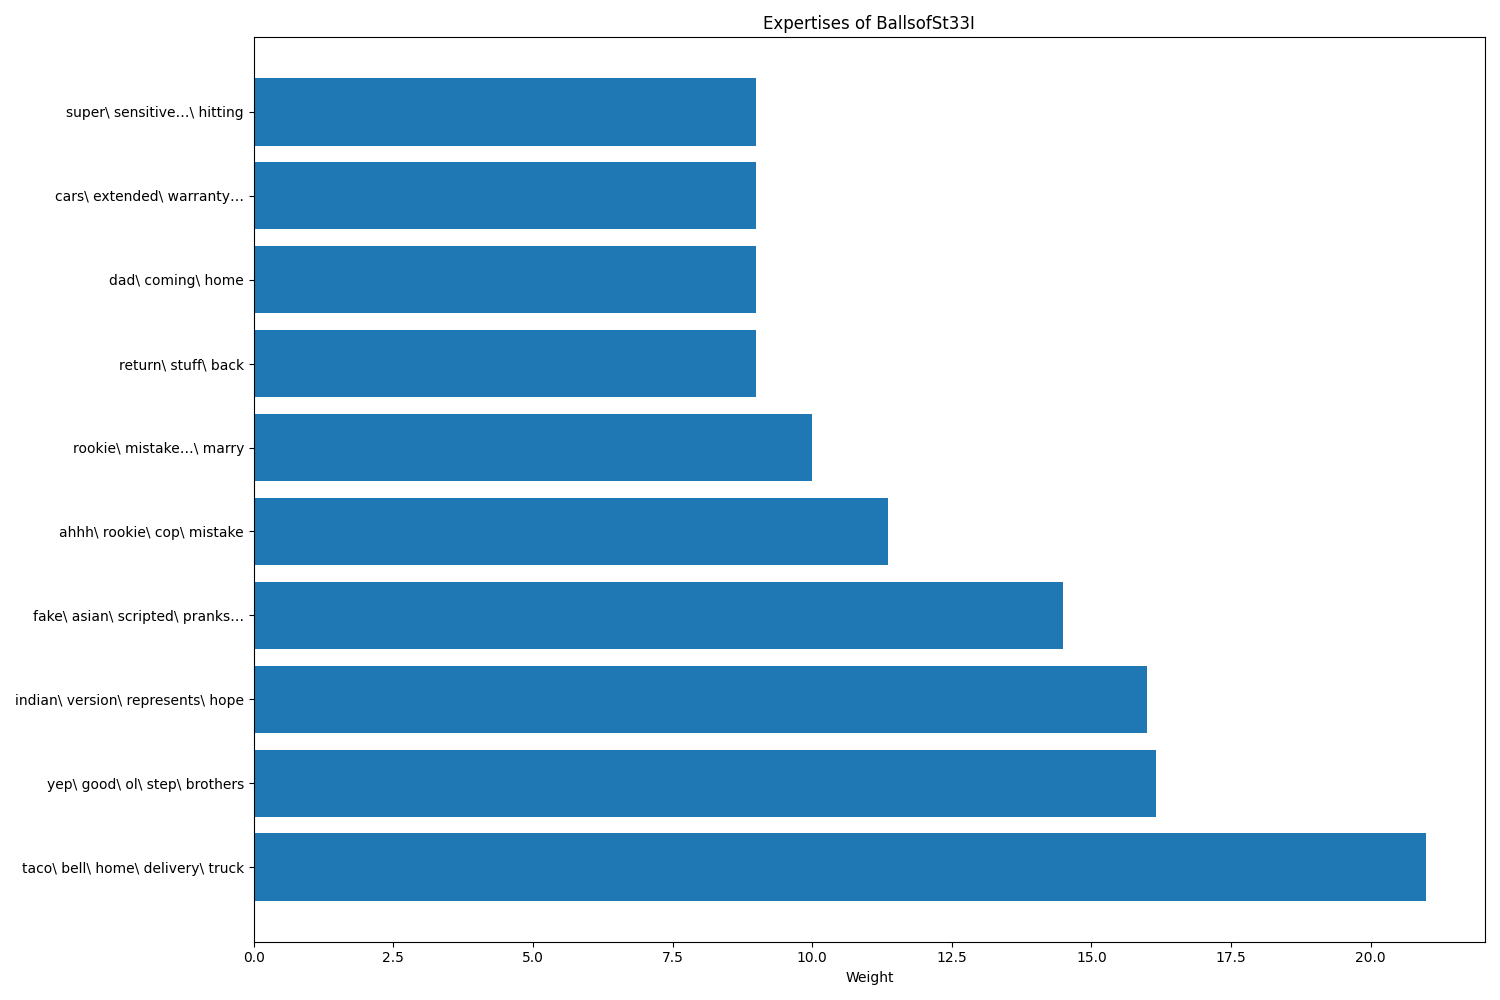 Expertises of BallsofSt33I
super\ sensitive…\ hitting
cars\ extended\ warranty…
dad\ coming\ home
return\ stuff\ back
rookie\ mistake…\ marry
ahhh\ rookie\ cop\ mistake
fake\ asian\ scripted\ pranks…
indian\ version\ represents\ hope
yep\ good\ ol\ step\ brothers
taco\ bell\ home\ delivery\ truck
0.0 2.5 5.0 7.5 10.0 12.5 15.0 17.5 20.0
Weight